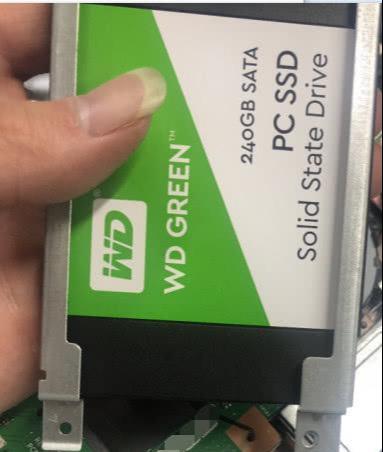 WD
WD GREEN™
240GB SATA
PC SSD
Solid State Drive